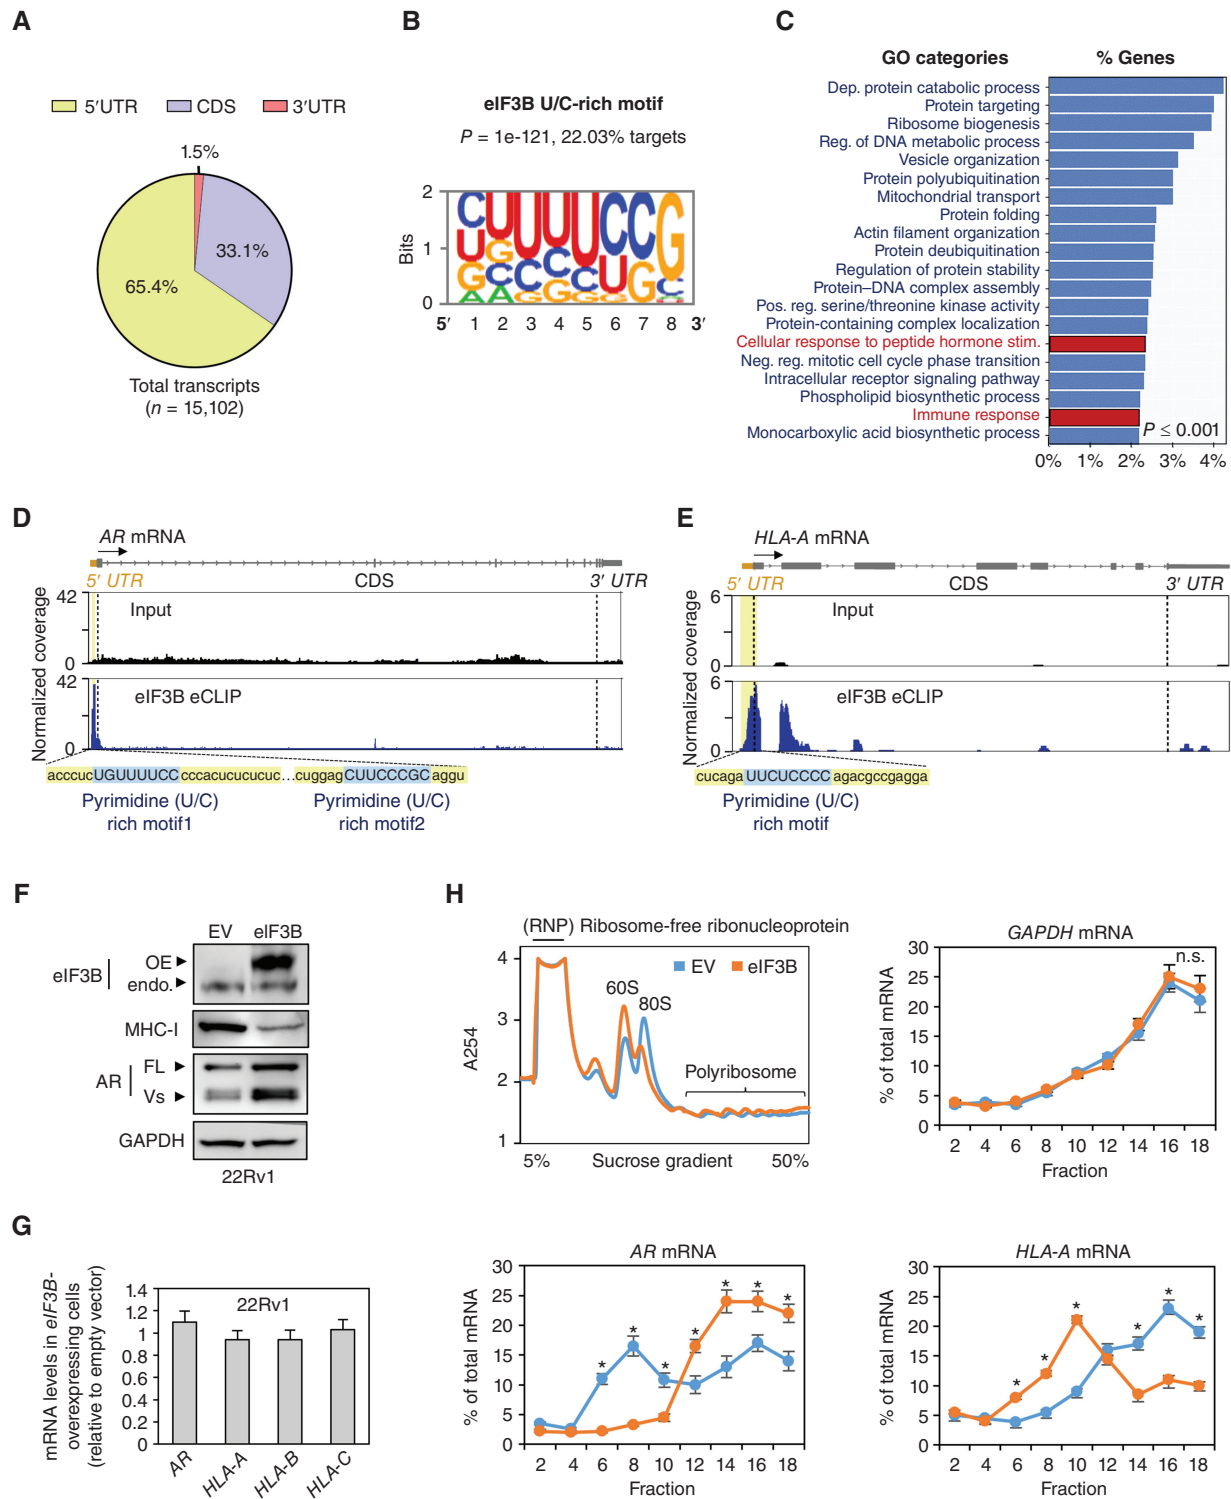 A
5′UTR
CDS
3′UTR
1.5%
33.1%
65.4%
Total transcripts
(n = 15,102)
B
eIF3B U/C-rich motif
P = 1e-121, 22.03% targets
Bits
2
1
0
5′ 1 2 3 4 5 6 7 8 3′
C
GO categories
% Genes
Dep. protein catabolic process
Protein targeting
Ribosome biogenesis
Reg. of DNA metabolic process
Vesicle organization
Protein polyubiquitination
Mitochondrial transport
Protein folding
Actin filament organization
Protein deubiquitination
Regulation of protein stability
Protein–DNA complex assembly
Pos. reg. serine/threonine kinase activity
Protein-containing complex localization
Cellular response to peptide hormone stim.
Neg. reg. mitotic cell cycle phase transition
Intracellular receptor signaling pathway
Phospholipid biosynthetic process
Immune response
Monocarboxylic acid biosynthetic process
P ≤ 0.001
0% 1% 2% 3% 4%
D
AR mRNA
5′ UTR
CDS
3′ UTR
Normalized coverage
42
0
Input
42
0
eIF3B eCLIP
acccucUGUUUUCCcccacucucucuc...cuggagCUUCCCGCaggu
Pyrimidine (U/C)
rich motif1
Pyrimidine (U/C)
rich motif2
E
HLA-A mRNA
5′ UTR
CDS
3′ UTR
Normalized coverage
6
0
Input
6
0
eIF3B eCLIP
cucagaUUCUCCCCagacgccgagga
Pyrimidine (U/C)
rich motif
F
EV eIF3B
eIF3B
OE
endo.
MHC-I
AR
FL
Vs
GAPDH
22Rv1
G
mRNA levels in eIF3B-
overexpressing cells
(relative to empty vector)
22Rv1
1.4
1.2
1
0.8
0.6
0.4
0.2
0
AR
HLA-A
HLA-B
HLA-C
H
(RNP) Ribosome-free ribonucleoprotein
EV
eIF3B
60S
80S
Polyribosome
A254
4
3
2
1
5%
Sucrose gradient
50%
GAPDH mRNA
n.s.
% of total mRNA
30
25
20
15
10
5
0
2 4 6 8 10 12 14 16 18
Fraction
AR mRNA
% of total mRNA
30
25
20
15
10
5
0
* * * * * * *
2 4 6 8 10 12 14 16 18
Fraction
HLA-A mRNA
% of total mRNA
30
25
20
15
10
5
0
* * * * * *
2 4 6 8 10 12 14 16 18
Fraction